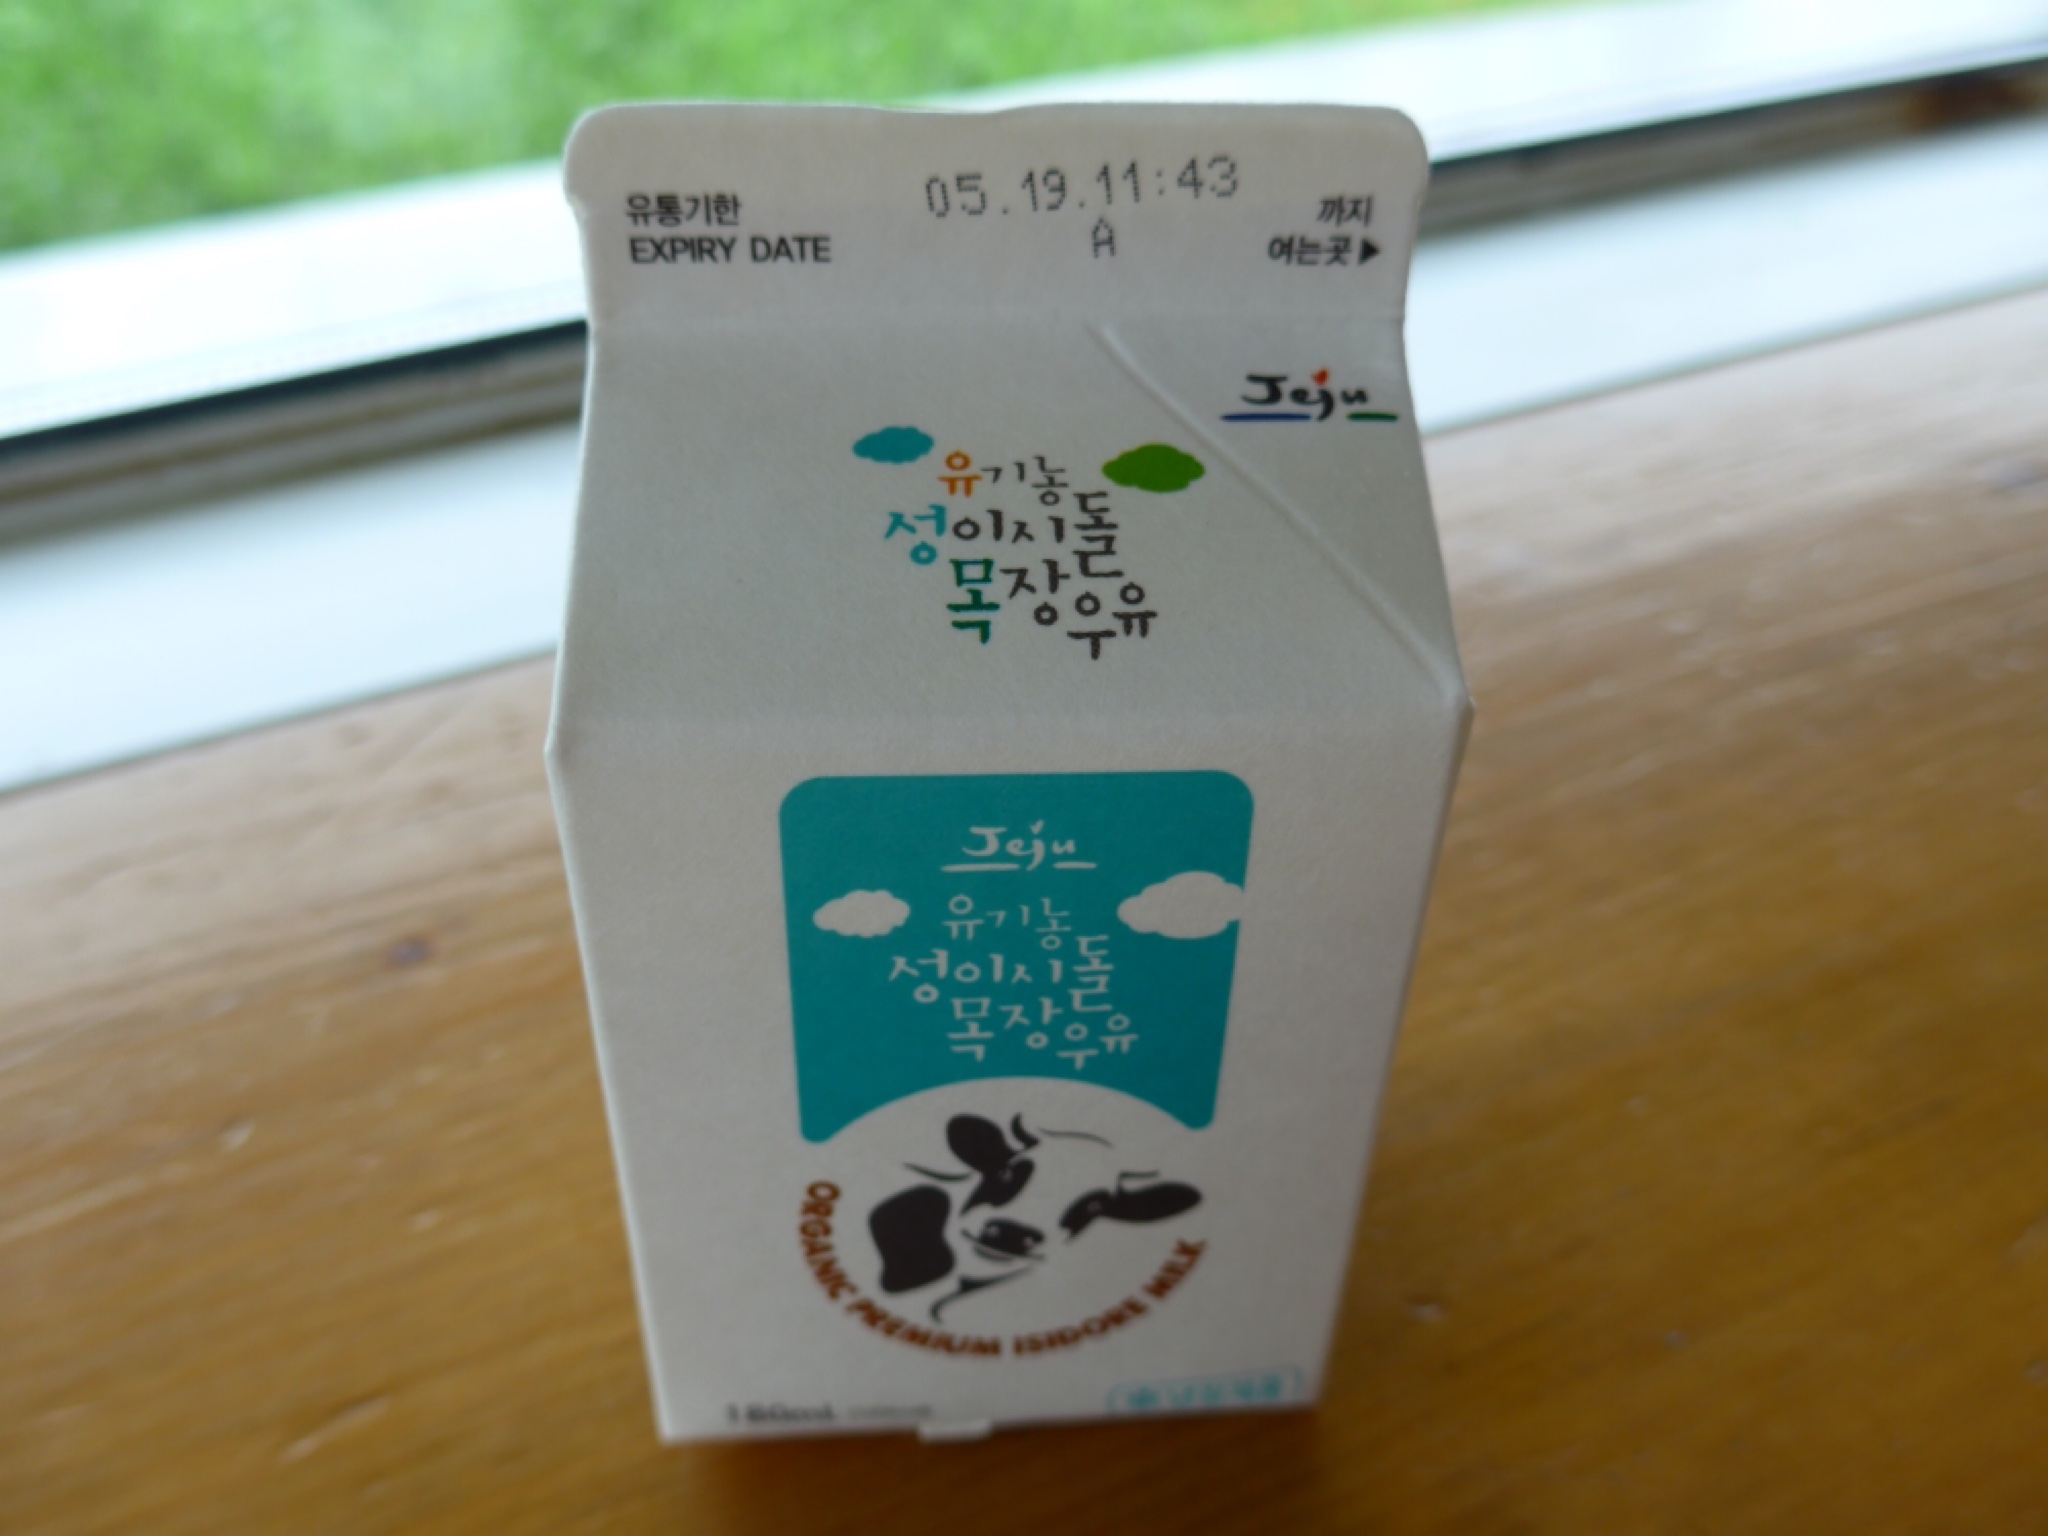 유통기한
EXPIRY DATE
05.19.11:43
A
까지
여는곳▶
Jeju
유기농
성이시돌
목장우유
Jeju
유기농
성이시돌
목장우유
ORGANIC PREMIUM ISIDORE MILK
180ml